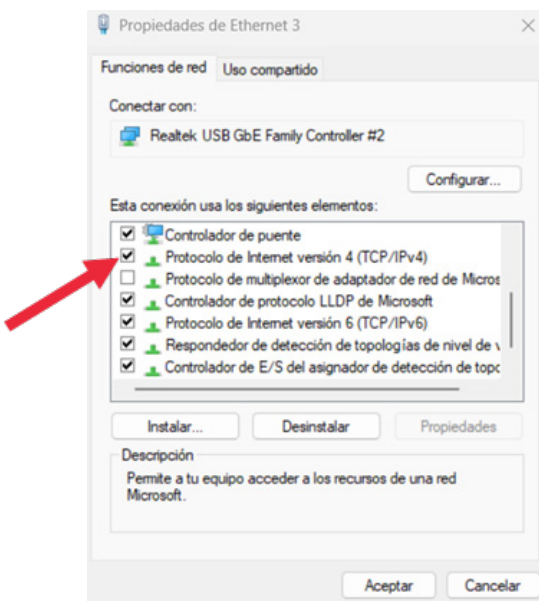 Propiedades de Ethernet 3
Funciones de red
Uso compartido
Conectar con:
Realtek USB GbE Family Controller #2
Configurar...
Esta conexión usa los siguientes elementos:
Controlador de puente
Protocolo de Internet versión 4 (TCP/IPv4)
Protocolo de multiplexor de adaptador de red de Micros
Controlador de protocolo LLDP de Microsoft
Protocolo de Internet versión 6 (TCP/IPv6)
Respondedor de detección de topologías de nivel de v
Controlador de E/S del asignador de detección de topo
Instalar...
Desinstalar
Propiedades
Descripción
Permite a tu equipo acceder a los recursos de una red
Microsoft.
Aceptar
Cancelar